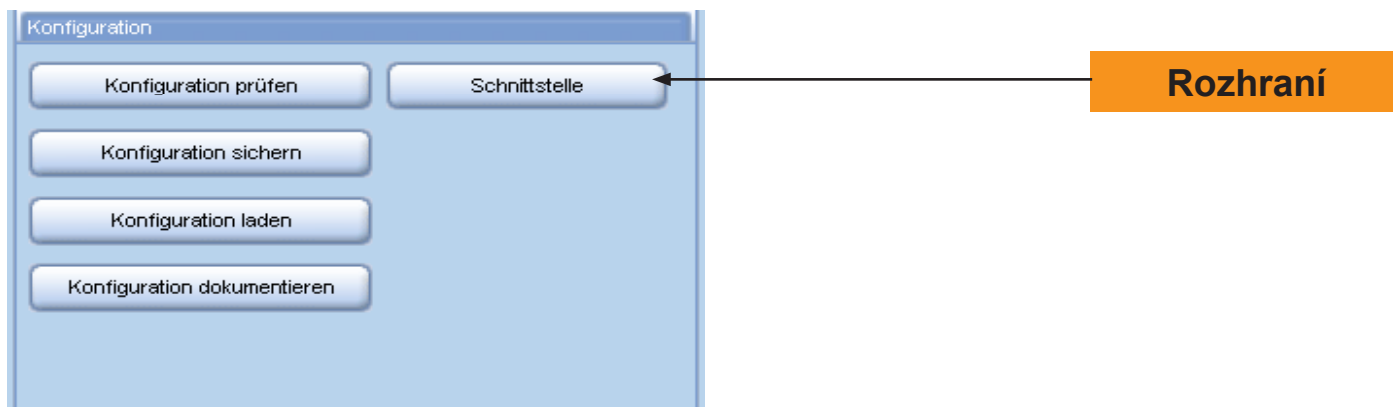 Konfiguration
Konfiguration prüfen
Schnittstelle
Rozhraní
Konfiguration sichern
Konfiguration laden
Konfiguration dokumentieren